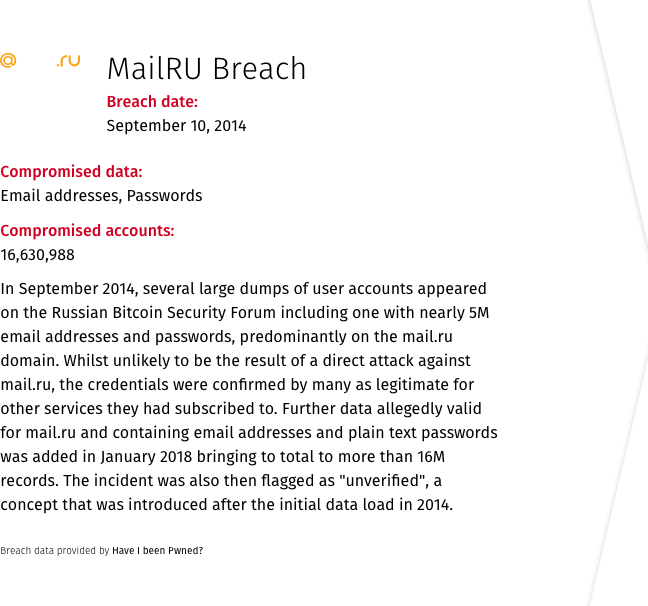 @ .ru
MailRU Breach
Breach date:
September 10, 2014
Compromised data:
Email addresses, Passwords
Compromised accounts:
16,630,988
In September 2014, several large dumps of user accounts appeared
on the Russian Bitcoin Security Forum including one with nearly 5M
email addresses and passwords, predominantly on the mail.ru
domain. Whilst unlikely to be the result of a direct attack against
mail.ru, the credentials were confirmed by many as legitimate for
other services they had subscribed to. Further data allegedly valid
for mail.ru and containing email addresses and plain text passwords
was added in January 2018 bringing to total to more than 16M
records. The incident was also then flagged as "unverified", a
concept that was introduced after the initial data load in 2014.
Breach data provided by Have I been Pwned?